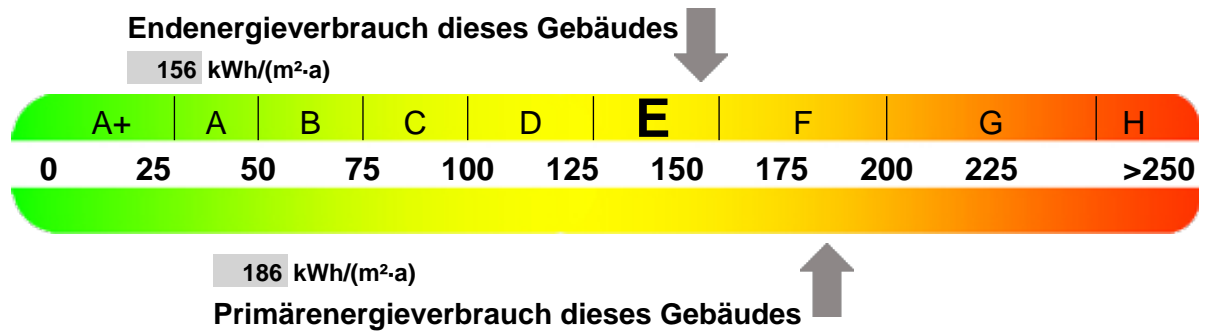 Endenergieverbrauch dieses Gebäudes
156 kWh/(m²·a)
A+ A B C D E F G H
0 25 50 75 100 125 150 175 200 225 >250
186 kWh/(m²·a)
Primärenergieverbrauch dieses Gebäudes